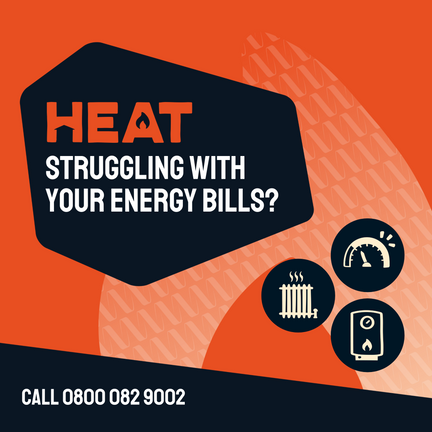 HEAT
STRUGGLING WITH
YOUR ENERGY BILLS?
CALL 0800 082 9002